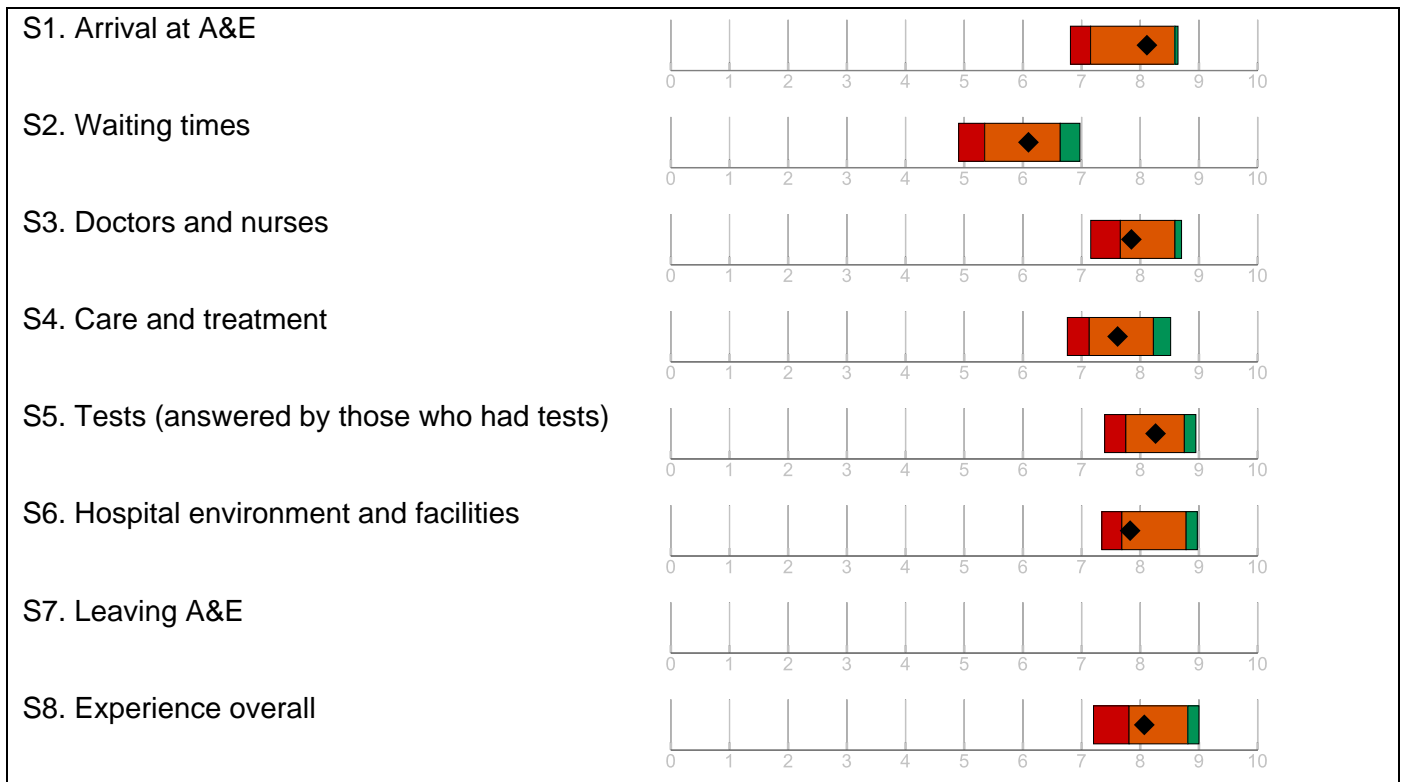 S1. Arrival at A&E
0 1 2 3 4 5 6 7 8 9 10
S2. Waiting times
0 1 2 3 4 5 6 7 8 9 10
S3. Doctors and nurses
0 1 2 3 4 5 6 7 8 9 10
S4. Care and treatment
0 1 2 3 4 5 6 7 8 9 10
S5. Tests (answered by those who had tests)
0 1 2 3 4 5 6 7 8 9 10
S6. Hospital environment and facilities
0 1 2 3 4 5 6 7 8 9 10
S7. Leaving A&E
0 1 2 3 4 5 6 7 8 9 10
S8. Experience overall
0 1 2 3 4 5 6 7 8 9 10